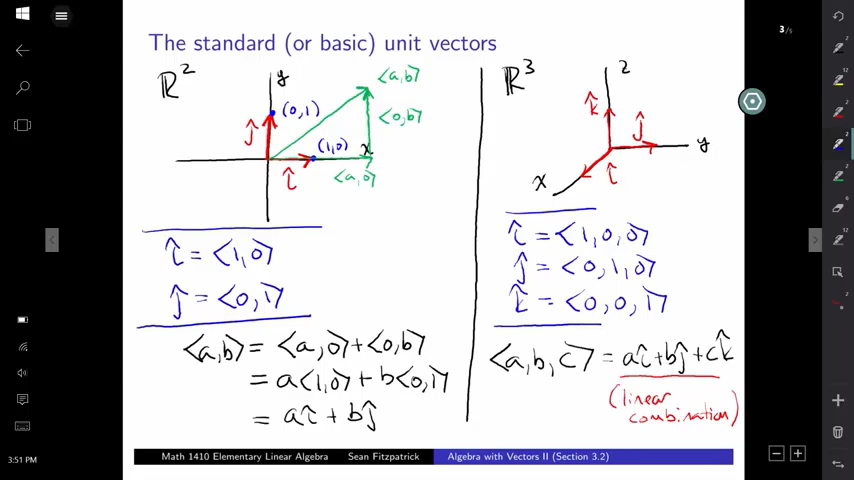 The standard (or basic) unit vectors
3/5
ℝ²
y
<a,b>
(0,1)
<0,b>
ĵ
(1,0)
x
î
<a,0>
î = <1,0>
ĵ = <0,1>
<a,b> = <a,0> + <0,b>
= a<1,0> + b<0,1>
= aî + bĵ
ℝ³
z
k̂
ĵ
y
x
î
î = <1,0,0>
ĵ = <0,1,0>
k̂ = <0,0,1>
<a,b,c> = aî + bĵ + ck̂
(linear
combination)
3:51 PM
Math 1410 Elementary Linear Algebra Sean Fitzpatrick Algebra with Vectors II (Section 3.2)